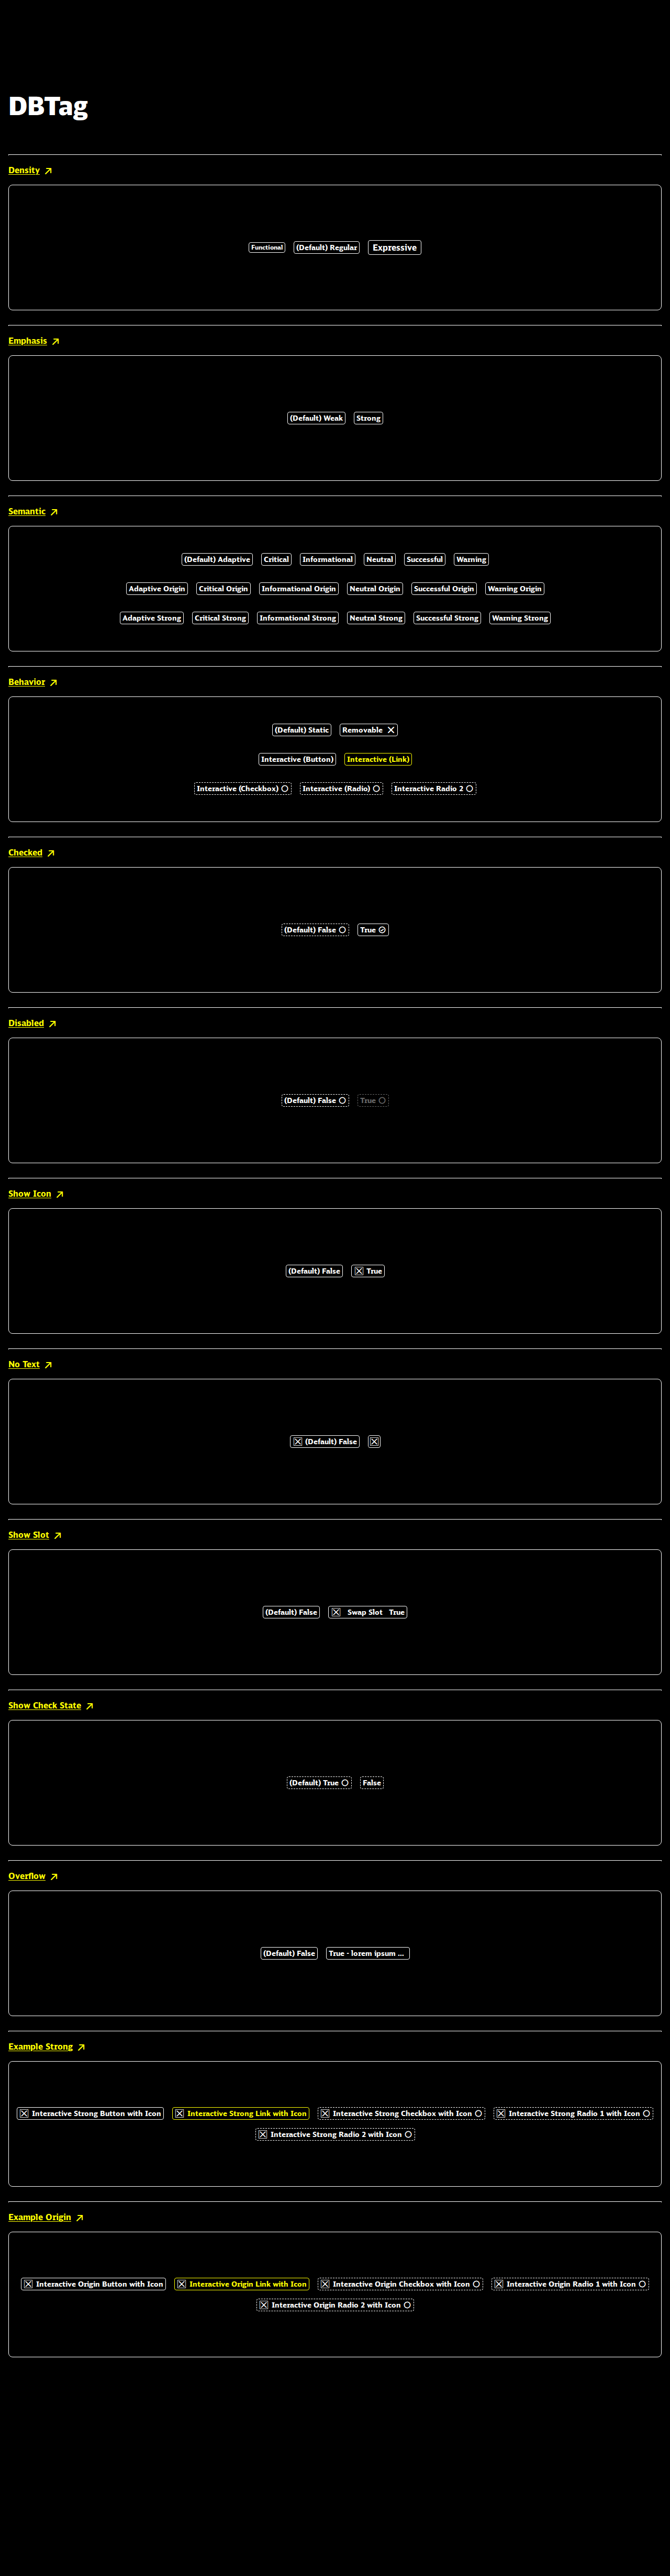 DBTag
Density
Functional (Default) Regular Expressive
Emphasis
(Default) Weak Strong
Semantic
(Default) Adaptive Critical Informational Neutral Successful Warning
Adaptive Origin Critical Origin Informational Origin Neutral Origin Successful Origin Warning Origin
Adaptive Strong Critical Strong Informational Strong Neutral Strong Successful Strong Warning Strong
Behavior
(Default) Static Removable
Interactive (Button) Interactive (Link)
Interactive (Checkbox) Interactive (Radio) Interactive Radio 2
Checked
(Default) False True
Disabled
(Default) False True
Show Icon
(Default) False True
No Text
(Default) False
Show Slot
(Default) False Swap Slot True
Show Check State
(Default) True False
Overflow
(Default) False True - lorem ipsum ...
Example Strong
Interactive Strong Button with Icon Interactive Strong Link with Icon Interactive Strong Checkbox with Icon Interactive Strong Radio 1 with Icon
Interactive Strong Radio 2 with Icon
Example Origin
Interactive Origin Button with Icon Interactive Origin Link with Icon Interactive Origin Checkbox with Icon Interactive Origin Radio 1 with Icon
Interactive Origin Radio 2 with Icon